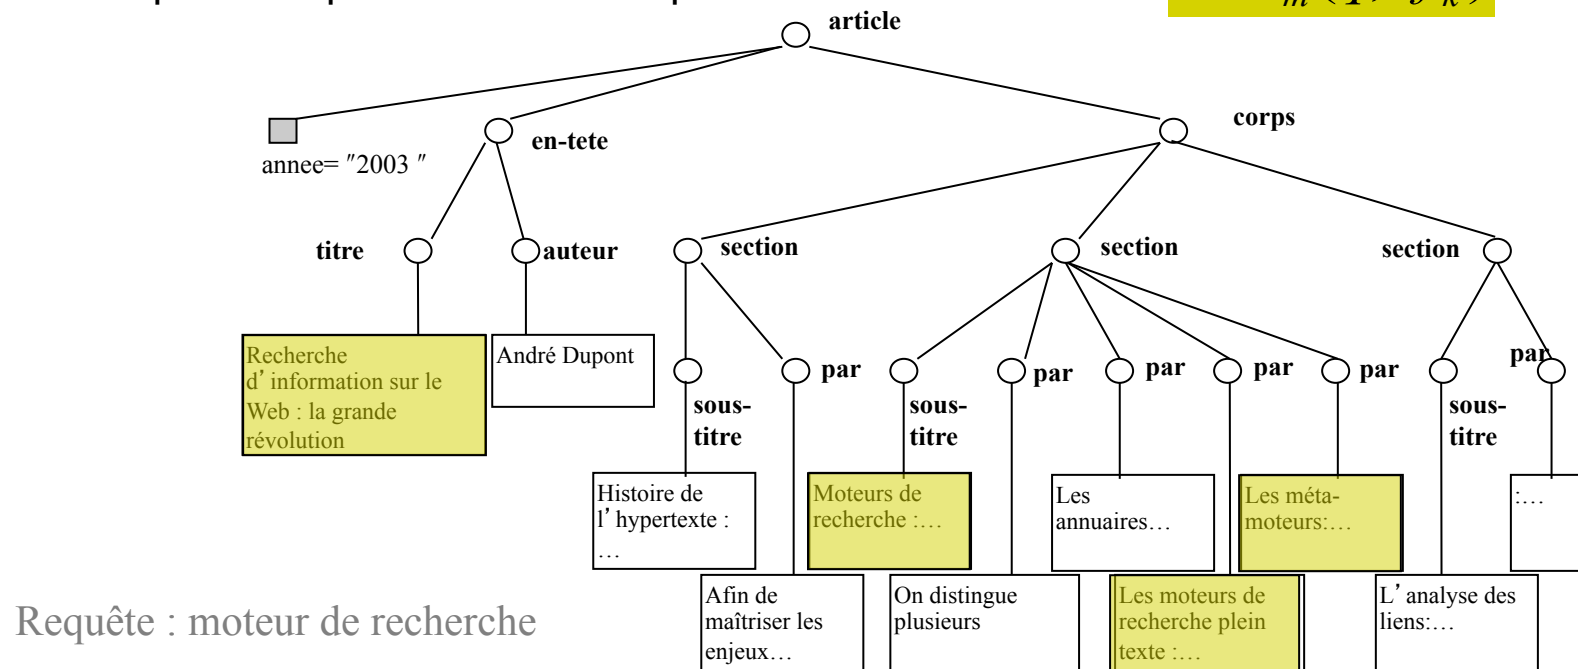 article
corps
en-tete
annee= "2003 "
titre
auteur
section
section
section
Recherche
d’information sur le
Web : la grande
révolution
André Dupont
par
par
par
par
par
par
sous-
titre
sous-
titre
sous-
titre
Histoire de
l’hypertexte :
…
Moteurs de
recherche :…
Les
annuaires…
Les méta-
moteurs:…
:…
Afin de
maîtriser les
enjeux…
On distingue
plusieurs
Les moteurs de
recherche plein
texte :…
L’analyse des
liens:…
Requête : moteur de recherche